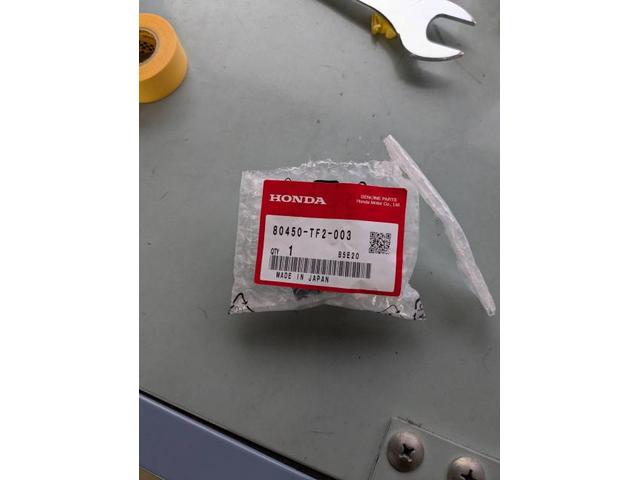 HONDA
GENUINE PARTS
Honda Motor Co., Ltd.
80450-TF2-003
QTY 1 B5E20
MADE IN JAPAN